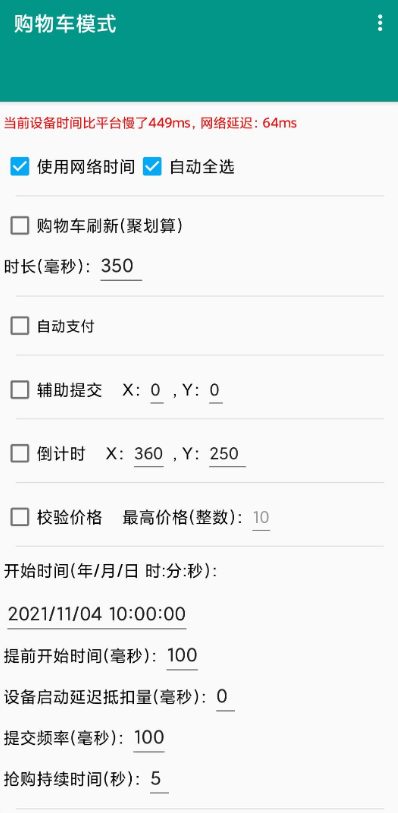 购物车模式
当前设备时间比平台慢了449ms, 网络延迟: 64ms
使用网络时间 自动全选
购物车刷新(聚划算)
时长(毫秒): 350
自动支付
辅助提交 X: 0 , Y: 0
倒计时 X: 360 , Y: 250
校验价格 最高价格(整数): 10
开始时间(年/月/日 时:分:秒):
2021/11/04 10:00:00
提前开始时间(毫秒): 100
设备启动延迟抵扣量(毫秒): 0
提交频率(毫秒): 100
抢购持续时间(秒): 5